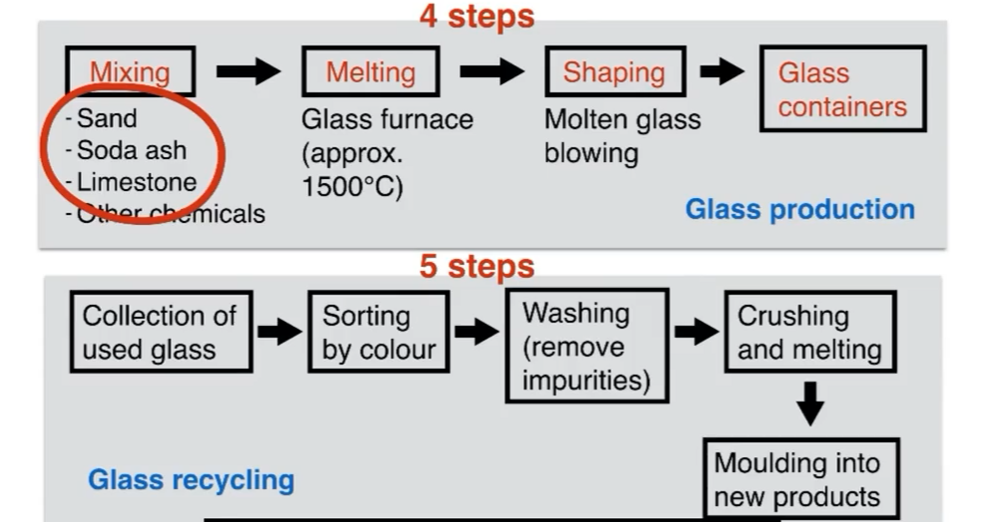 4 steps
Mixing
- Sand
- Soda ash
- Limestone
- Other chemicals
Melting
Glass furnace
(approx.
1500°C)
Shaping
Molten glass
blowing
Glass
containers
Glass production
5 steps
Collection of
used glass
Sorting
by colour
Washing
(remove
impurities)
Crushing
and melting
Moulding into
new products
Glass recycling